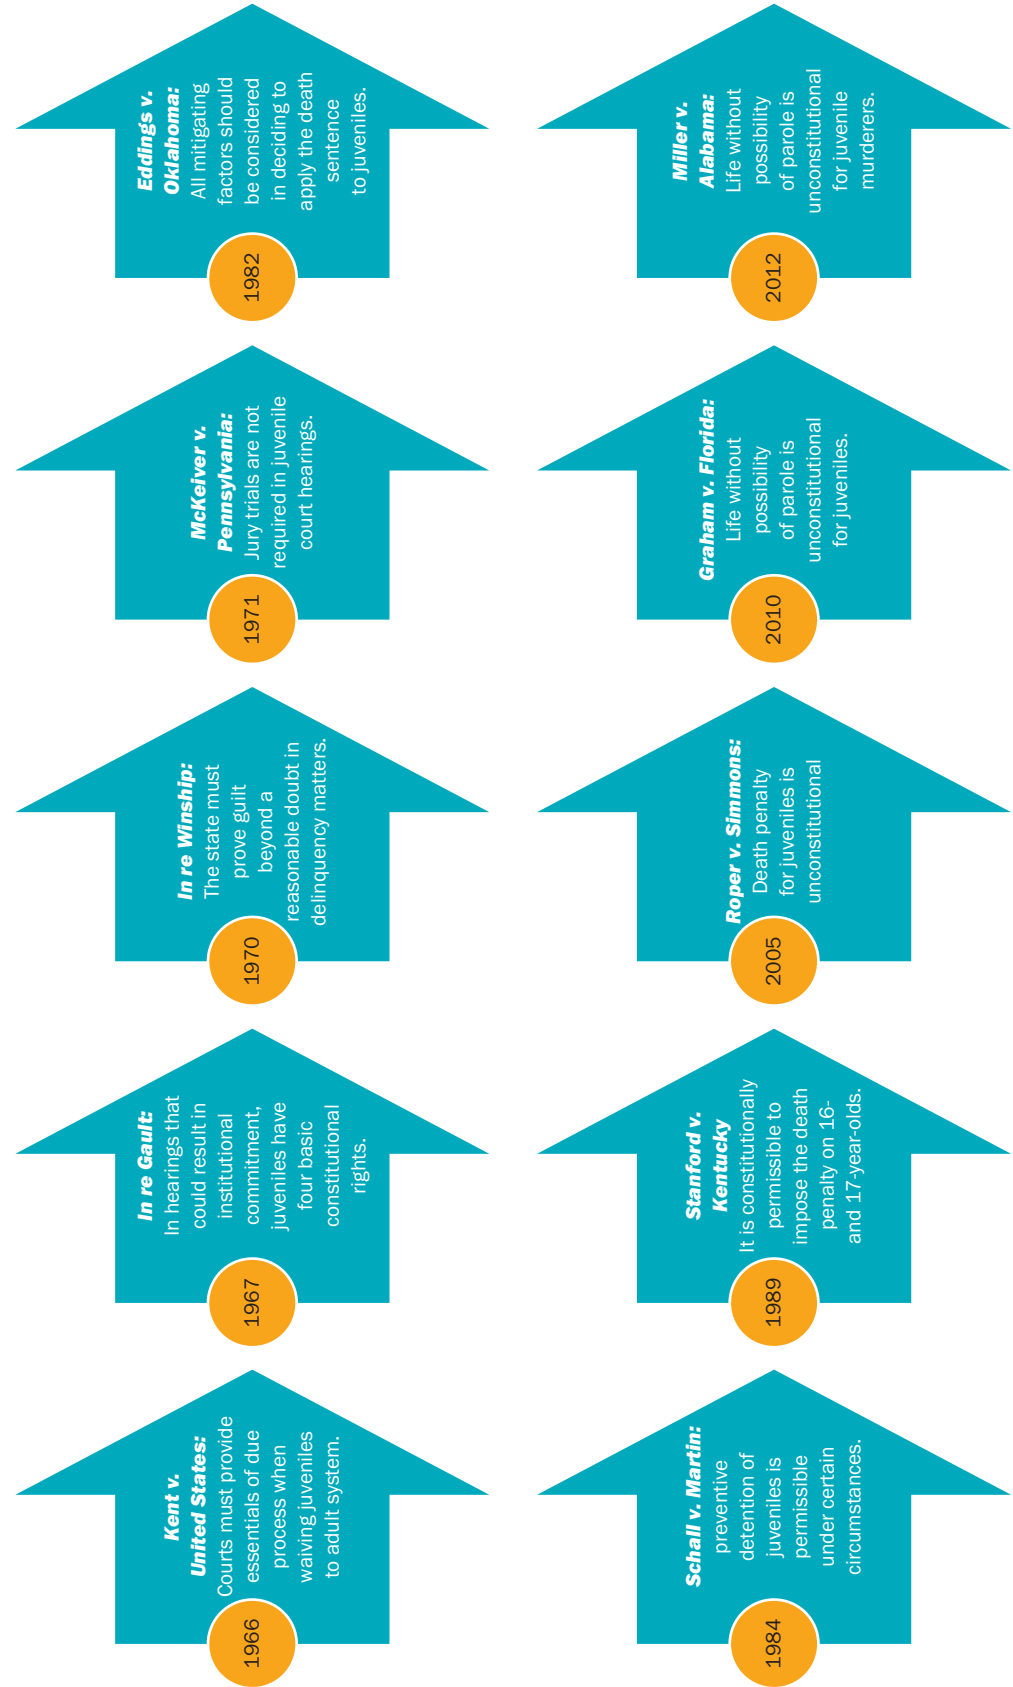 1966
Kent v.
United States:
Courts must provide
essentials of due
process when
waiving juveniles
to adult system.
1967
In re Gault:
In hearings that
could result in
institutional
commitment,
juveniles have
four basic
constitutional
rights.
1970
In re Winship:
The state must
prove guilt
beyond a
reasonable doubt in
delinquency matters.
1971
McKeiver v.
Pennsylvania:
Jury trials are not
required in juvenile
court hearings.
1982
Eddings v.
Oklahoma:
All mitigating
factors should
be considered
in deciding to
apply the death
sentence
to juveniles.
1984
Schall v. Martin:
preventive
detention of
juveniles is
permissible
under certain
circumstances.
1989
Stanford v.
Kentucky
It is constitutionally
permissible to
impose the death
penalty on 16-
and 17-year-olds.
2005
Roper v. Simmons:
Death penalty
for juveniles is
unconstitutional
2010
Graham v. Florida:
Life without
possibility
of parole is
unconstitutional
for juveniles.
2012
Miller v.
Alabama:
Life without
possibility
of parole is
unconstitutional
for juvenile
murderers.